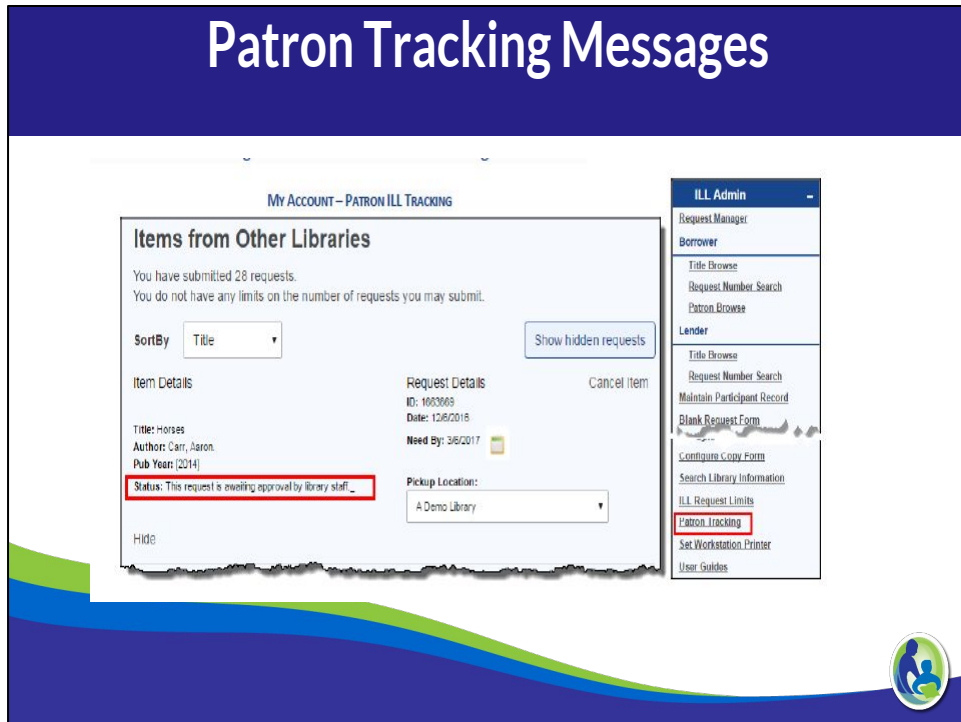 Patron Tracking Messages
MY ACCOUNT – PATRON ILL TRACKING
Items from Other Libraries
You have submitted 28 requests.
You do not have any limits on the number of requests you may submit.
SortBy Title Show hidden requests
Item Details
Title: Horses
Author: Carr, Aaron.
Pub Year: [2014]
Status: This request is awaiting approval by library staff._
Hide
Request Details Cancel Item
ID: 1663669
Date: 12/6/2016
Need By: 3/6/2017
Pickup Location:
A Demo Library
ILL Admin –
Request Manager
Borrower
Title Browse
Request Number Search
Patron Browse
Lender
Title Browse
Request Number Search
Maintain Participant Record
Blank Request Form
Configure Copy Form
Search Library Information
ILL Request Limits
Patron Tracking
Set Workstation Printer
User Guides